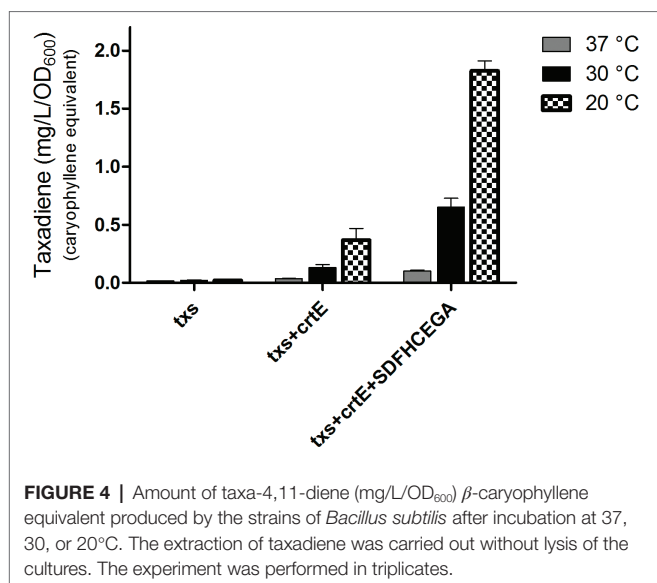 Taxadiene (mg/L/OD600)
(caryophyllene equivalent)
2.0
1.5
1.0
0.5
0.0
txs
txs+crtE
txs+crtE+SDFHCEGA
37 °C
30 °C
20 °C
FIGURE 4 | Amount of taxa-4,11-diene (mg/L/OD600) β-caryophyllene
equivalent produced by the strains of Bacillus subtilis after incubation at 37,
30, or 20°C. The extraction of taxadiene was carried out without lysis of the
cultures. The experiment was performed in triplicates.